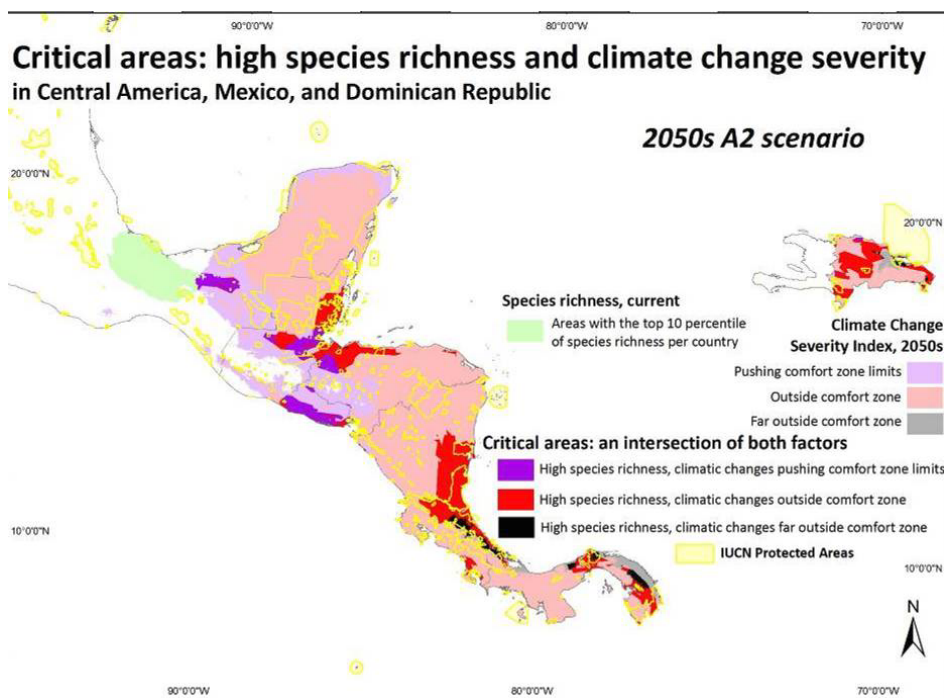 90°0'0"W
80°0'0"W
70°0'0"W
Critical areas: high species richness and climate change severity
in Central America, Mexico, and Dominican Republic
2050s A2 scenario
20°0'0"N
20°0'0"N
Species richness, current
Areas with the top 10 percentile
of species richness per country
Climate Change
Severity Index, 2050s
Pushing comfort zone limits
Outside comfort zone
Far outside comfort zone
Critical areas: an intersection of both factors
High species richness, climatic changes pushing comfort zone limits
High species richness, climatic changes outside comfort zone
High species richness, climatic changes far outside comfort zone
IUCN Protected Areas
10°0'0"N
10°0'0"N
N
90°0'0"W
80°0'0"W
70°0'0"W